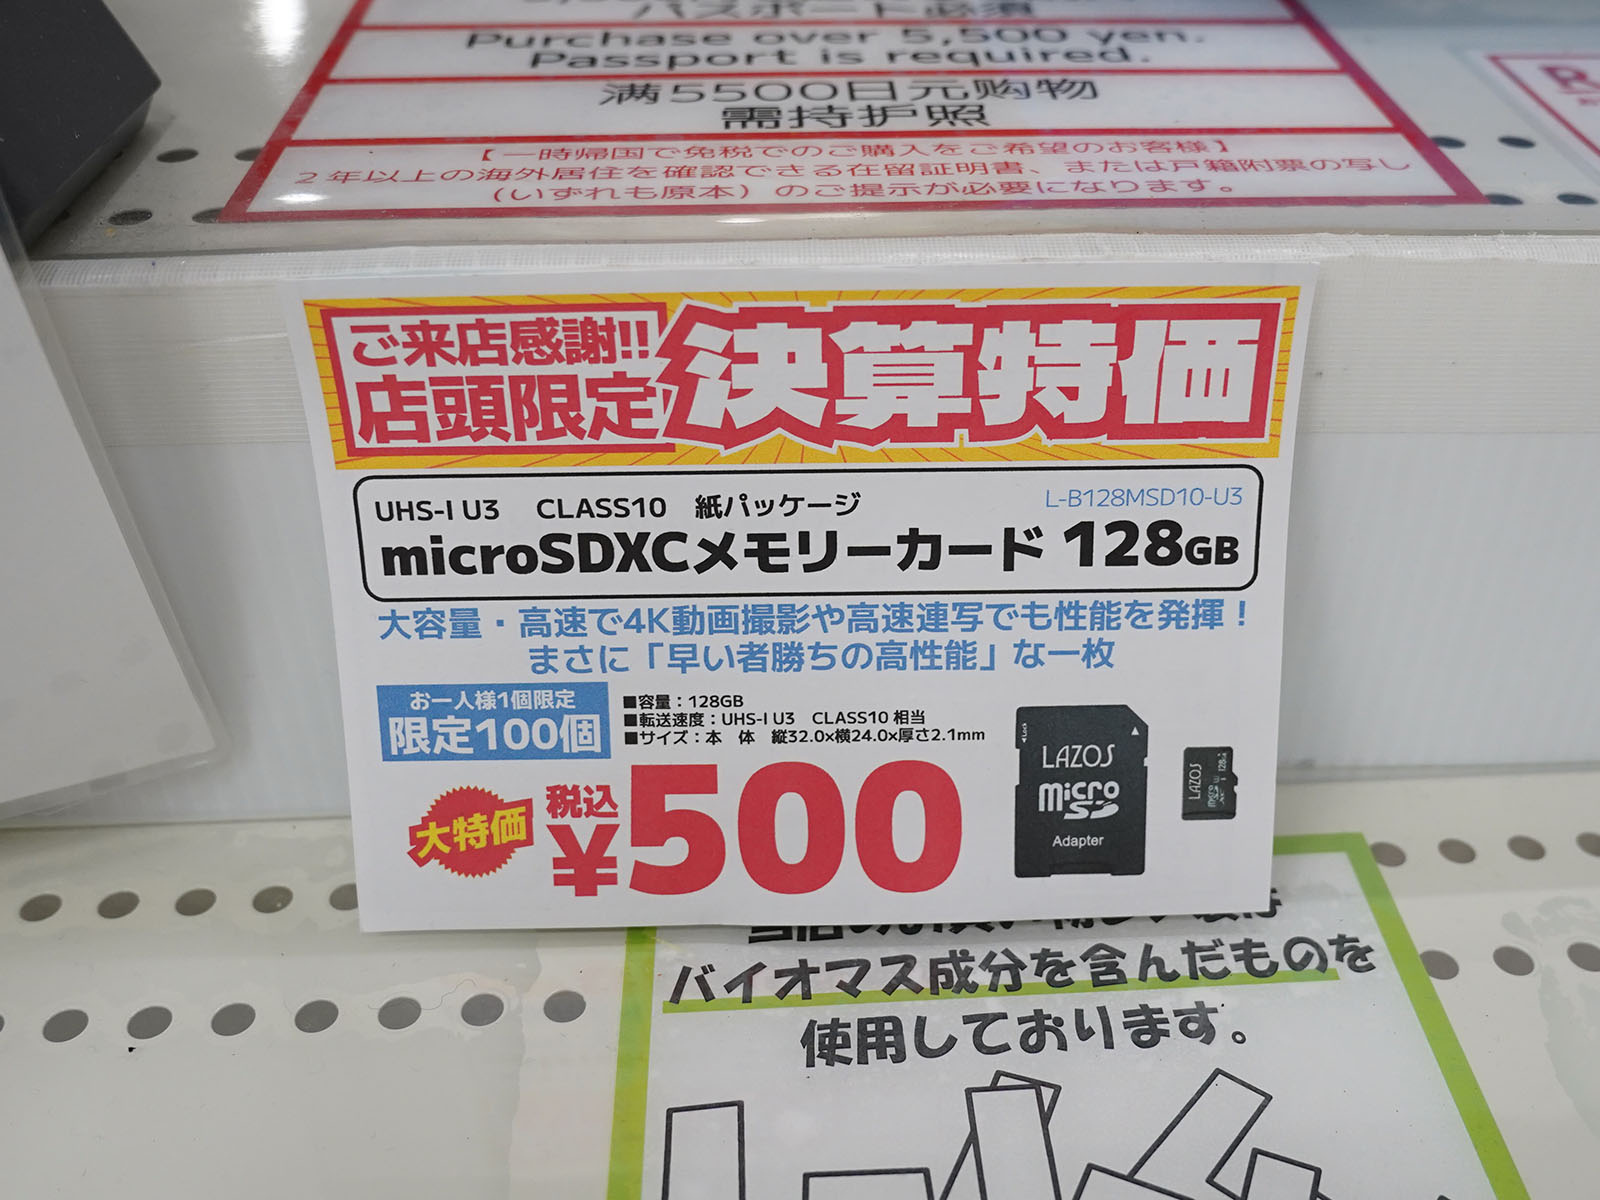 パスポート必須
Purchase over 5,500 yen.
Passport is required.
满5500日元购物
需持护照
【一時帰国で免税でのご購入をご希望のお客様】
2年以上の海外居住を確認できる在留証明書、または戸籍附票の写し
(いずれも原本)のご提示が必要になります。
ご来店感謝!!
店頭限定
決算特価
UHS-I U3 CLASS10 紙パッケージ
L-B128MSD10-U3
microSDXCメモリーカード 128GB
大容量・高速で4K動画撮影や高速連写でも性能を発揮!
まさに「早い者勝ちの高性能」な一枚
お一人様1個限定
限定100個
■容量:128GB
■転送速度:UHS-I U3 CLASS10 相当
■サイズ:本 体 縦32.0×横24.0×厚さ2.1mm
大特価
税込
¥500
Lock
LAZOS
micro
SD
Adapter
LAZOS
micro
128
バイオマス成分を含んだものを
使用しております。